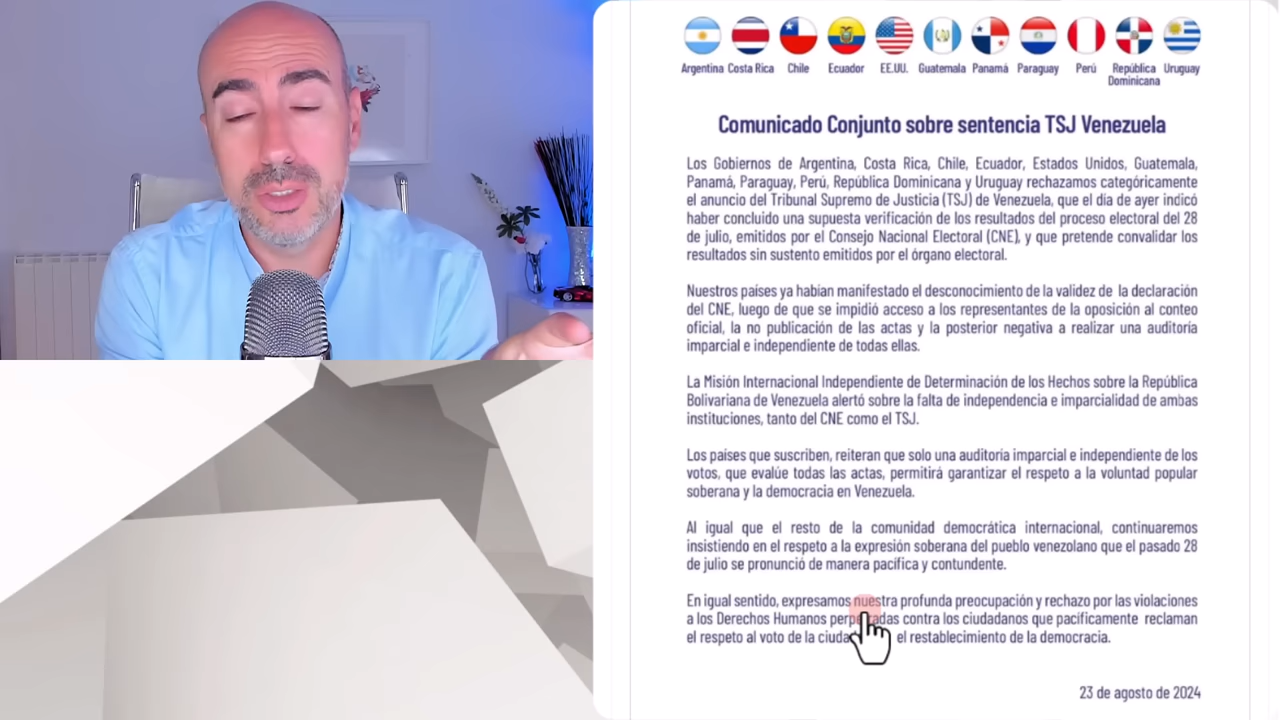 Argentina Costa Rica Chile Ecuador EE.UU. Guatemala Panamá Paraguay Perú República Dominicana Uruguay
Comunicado Conjunto sobre sentencia TSJ Venezuela
Los Gobiernos de Argentina, Costa Rica, Chile, Ecuador, Estados Unidos, Guatemala,
Panamá, Paraguay, Perú, República Dominicana y Uruguay rechazamos categóricamente
el anuncio del Tribunal Supremo de Justicia (TSJ) de Venezuela, que el día de ayer indicó
haber concluido una supuesta verificación de los resultados del proceso electoral del 28
de julio, emitidos por el Consejo Nacional Electoral (CNE), y que pretende convalidar los
resultados sin sustento emitidos por el órgano electoral.
Nuestros países ya habían manifestado el desconocimiento de la validez de la declaración
del CNE, luego de que se impidió acceso a los representantes de la oposición al conteo
oficial, la no publicación de las actas y la posterior negativa a realizar una auditoría
imparcial e independiente de todas ellas.
La Misión Internacional Independiente de Determinación de los Hechos sobre la República
Bolivariana de Venezuela alertó sobre la falta de independencia e imparcialidad de ambas
instituciones, tanto del CNE como el TSJ.
Los países que suscriben, reiteran que solo una auditoría imparcial e independiente de los
votos, que evalúe todas las actas, permitirá garantizar el respeto a la voluntad popular
soberana y la democracia en Venezuela.
Al igual que el resto de la comunidad democrática internacional, continuaremos
insistiendo en el respeto a la expresión soberana del pueblo venezolano que el pasado 28
de julio se pronunció de manera pacífica y contundente.
En igual sentido, expresamos nuestra profunda preocupación y rechazo por las violaciones
a los Derechos Humanos contra los ciudadanos que pacíficamente reclaman
el respeto al voto de la el restablecimiento de la democracia.
23 de agosto de 2024